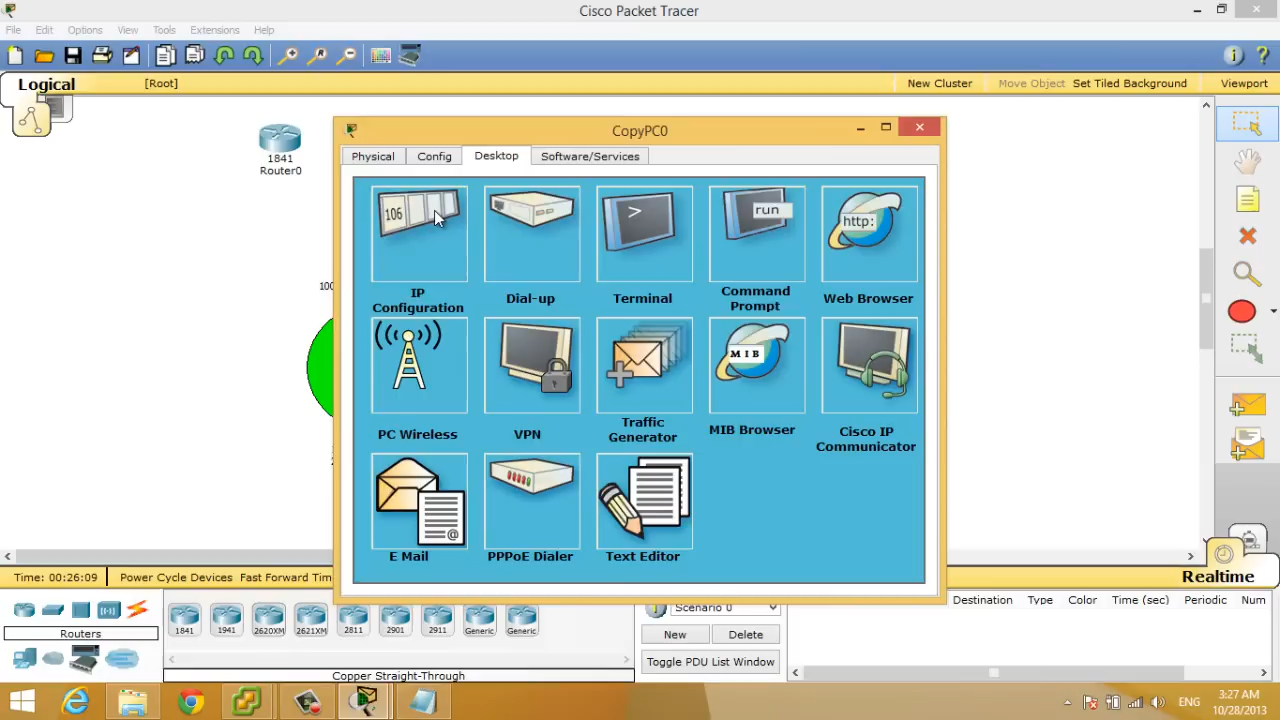 Cisco Packet Tracer
File Edit Options View Tools Extensions Help
Logical [Root] New Cluster Move Object Set Tiled Background Viewport
1841
Router0
CopyPC0
Physical Config Desktop Software/Services
106
>
run
http:
IP
Configuration
Dial-up
Terminal
Command
Prompt
Web Browser
MIB
PC Wireless
VPN
Traffic
Generator
MIB Browser
Cisco IP
Communicator
@
E Mail
PPPoE Dialer
Text Editor
Time: 00:26:09 Power Cycle Devices Fast Forward Tim
Realtime
Routers
1841 1941 2620XM 2621XM 2811 2901 2911 Generic Generic
Copper Straight-Through
Scenario 0
New Delete
Toggle PDU List Window
Destination Type Color Time (sec) Periodic Num
ENG
3:27 AM
10/28/2013